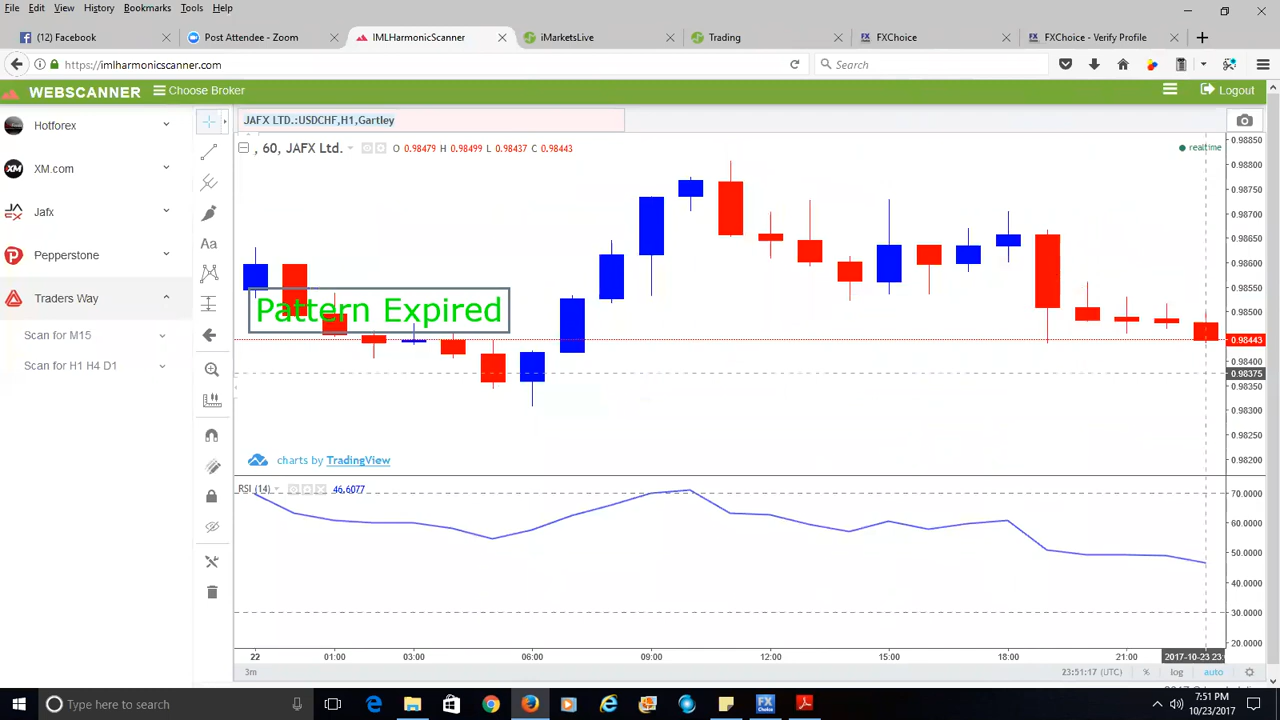 File Edit View History Bookmarks Tools Help
(12) Facebook Post Attendee - Zoom IMLHarmonicScanner iMarketsLive Trading FXChoice FXChoice - Verify Profile
https://imlharmonicscanner.com Search
WEBSCANNER Choose Broker Logout
Hotforex
XM.com
Jafx
Pepperstone
Traders Way
Scan for M15
Scan for H1 H4 D1
Aa
JAFX LTD.:USDCHF,H1,Gartley
, 60, JAFX Ltd. O 0.98479 H 0.98499 L 0.98437 C 0.98443
realtime
Pattern Expired
charts by TradingView
0.98850
0.98800
0.98750
0.98700
0.98650
0.98600
0.98550
0.98500
0.98443
0.98400
0.98375
0.98350
0.98300
0.98250
0.98200
RSI (14) 46.6077
70.0000
60.0000
50.0000
40.0000
30.0000
20.0000
22 01:00 03:00 06:00 09:00 12:00 15:00 18:00 21:00 2017-10-23 23:
3m 23:51:17 (UTC) % log auto
Type here to search
FX
Choice
7:51 PM
10/23/2017